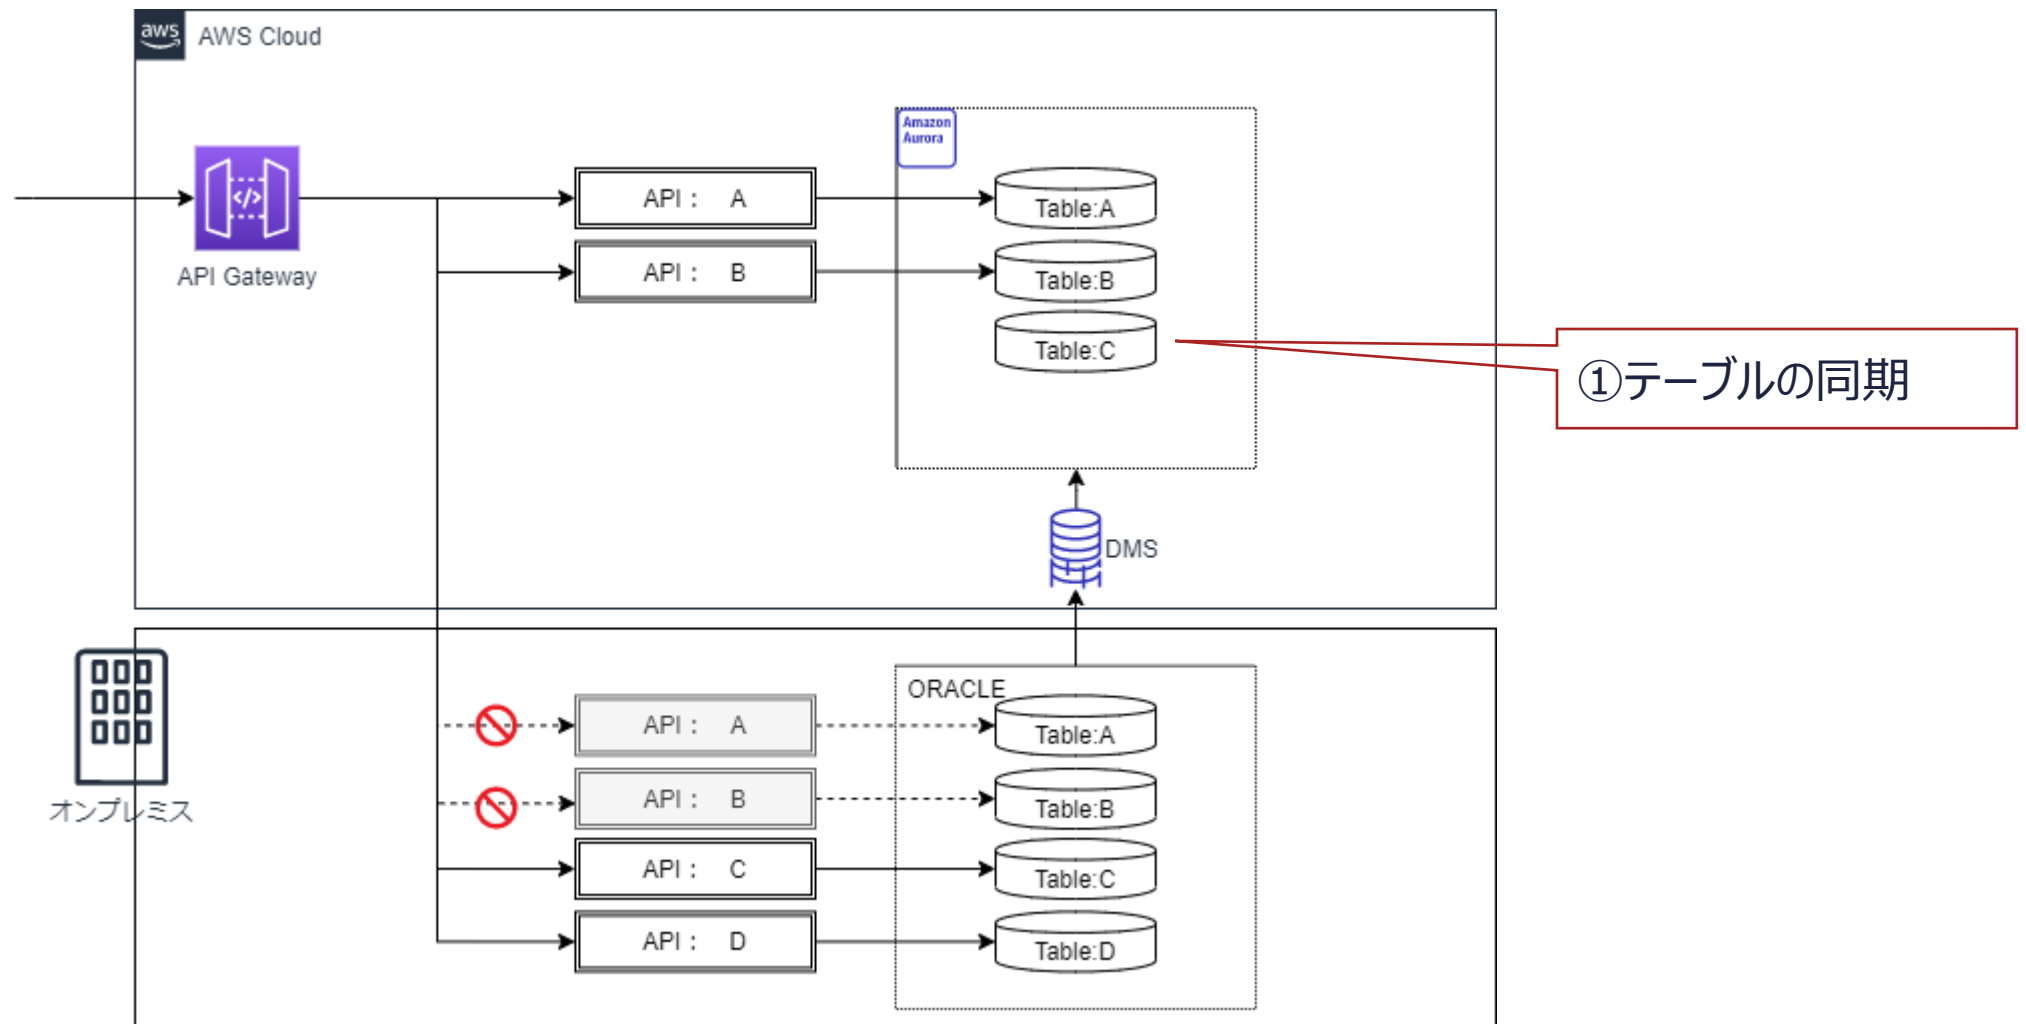 aws
AWS Cloud
Amazon
Aurora
API Gateway
API： A
API： B
Table:A
Table:B
Table:C
①テーブルの同期
DMS
オンプレミス
ORACLE
API： A
API： B
API： C
API： D
Table:A
Table:B
Table:C
Table:D